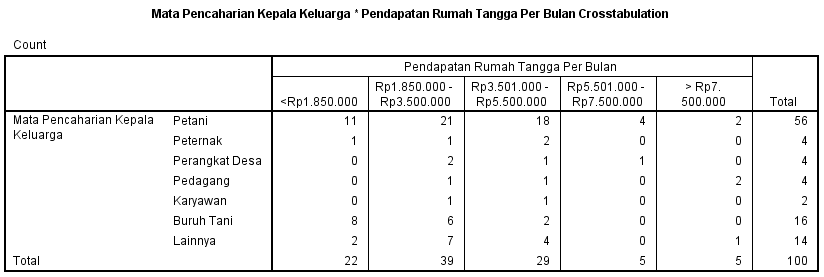 Mata Pencaharian Kepala Keluarga * Pendapatan Rumah Tangga Per Bulan Crosstabulation
Count
Pendapatan Rumah Tangga Per Bulan
<Rp1.850.000 Rp1.850.000 - Rp3.500.000 Rp3.501.000 - Rp5.500.000 Rp5.501.000 - Rp7.500.000 > Rp7. 500.000 Total
Mata Pencaharian Kepala Keluarga Petani 11 21 18 4 2 56
Peternak 1 1 2 0 0 4
Perangkat Desa 0 2 1 1 0 4
Pedagang 0 1 1 0 2 4
Karyawan 0 1 1 0 0 2
Buruh Tani 8 6 2 0 0 16
Lainnya 2 7 4 0 1 14
Total 22 39 29 5 5 100